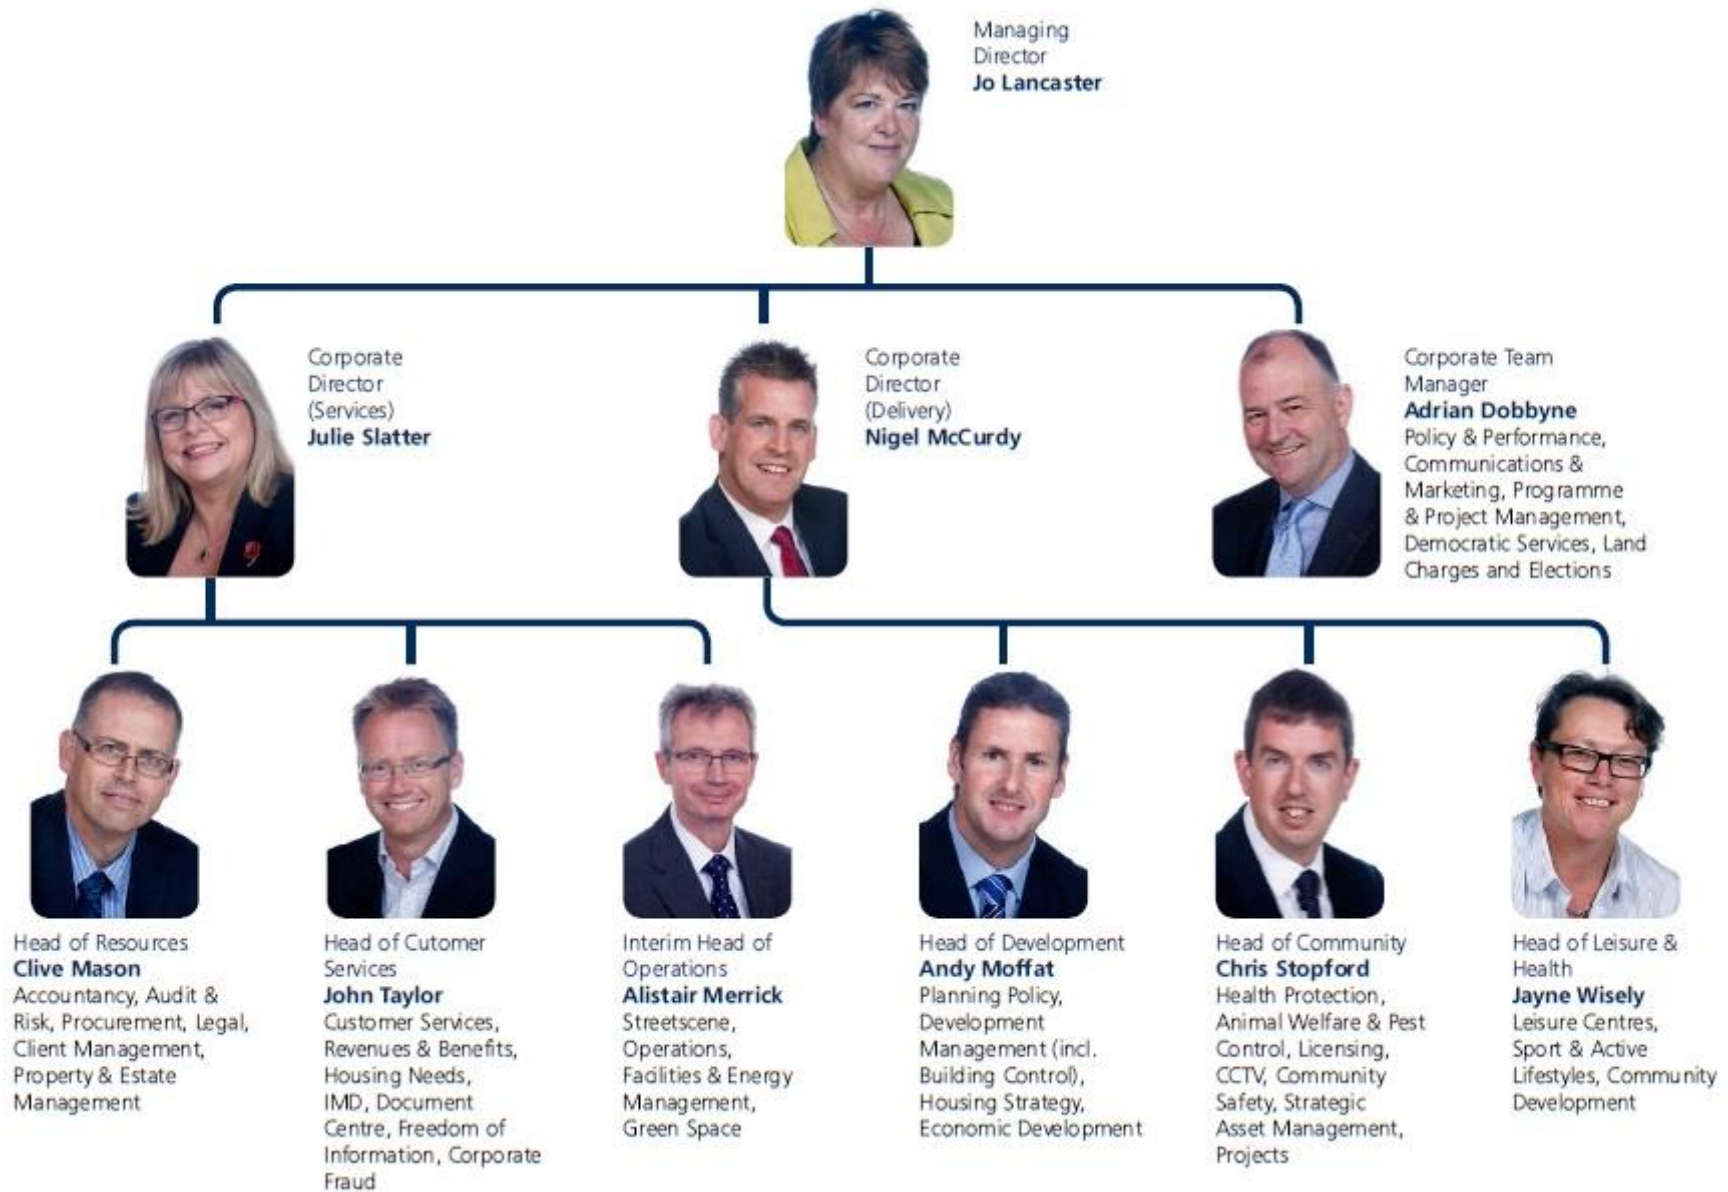 Managing
Director
Jo Lancaster
Corporate
Director
(Services)
Julie Slatter
Corporate
Director
(Delivery)
Nigel McCurdy
Corporate Team
Manager
Adrian Dobbyne
Policy & Performance,
Communications &
Marketing, Programme
& Project Management,
Democratic Services, Land
Charges and Elections
Head of Resources
Clive Mason
Accountancy, Audit &
Risk, Procurement, Legal,
Client Management,
Property & Estate
Management
Head of Cutomer
Services
John Taylor
Customer Services,
Revenues & Benefits,
Housing Needs,
IMD, Document
Centre, Freedom of
Information, Corporate
Fraud
Interim Head of
Operations
Alistair Merrick
Streetscene,
Operations,
Facilities & Energy
Management,
Green Space
Head of Development
Andy Moffat
Planning Policy,
Development
Management (incl.
Building Control),
Housing Strategy,
Economic Development
Head of Community
Chris Stopford
Health Protection,
Animal Welfare & Pest
Control, Licensing,
CCTV, Community
Safety, Strategic
Asset Management,
Projects
Head of Leisure &
Health
Jayne Wisely
Leisure Centres,
Sport & Active
Lifestyles, Community
Development